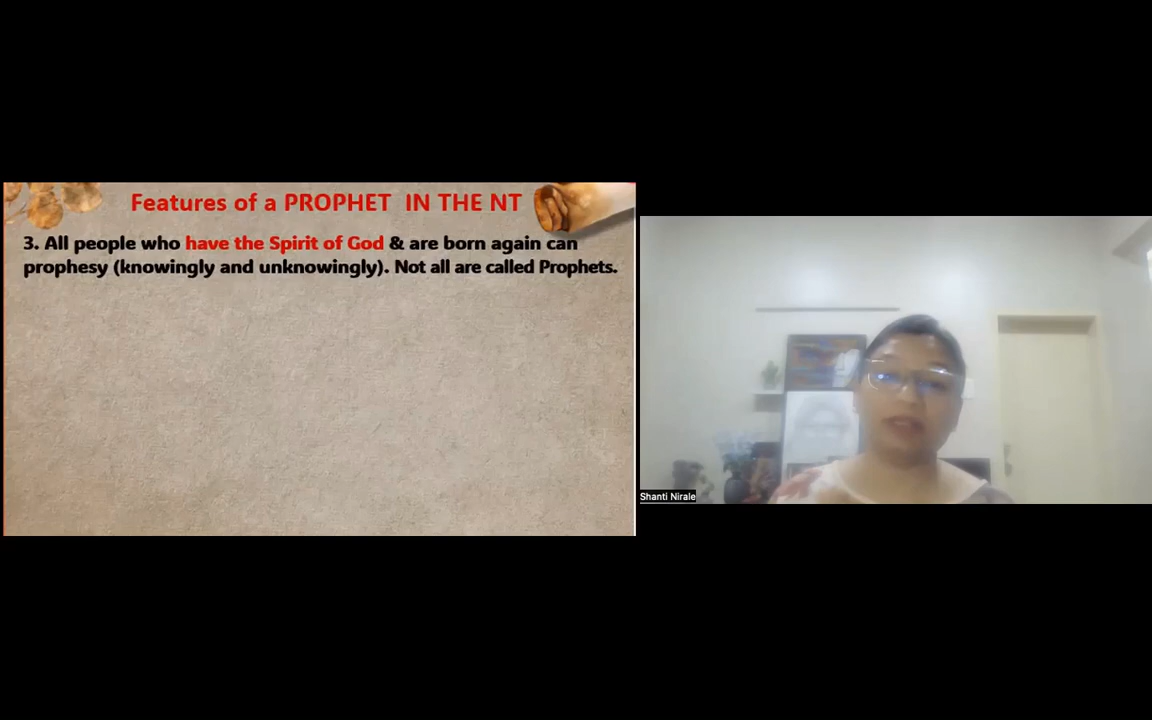 Features of a PROPHET IN THE NT
3. All people who have the Spirit of God & are born again can
prophesy (knowingly and unknowingly). Not all are called Prophets.
Shanti Nirale